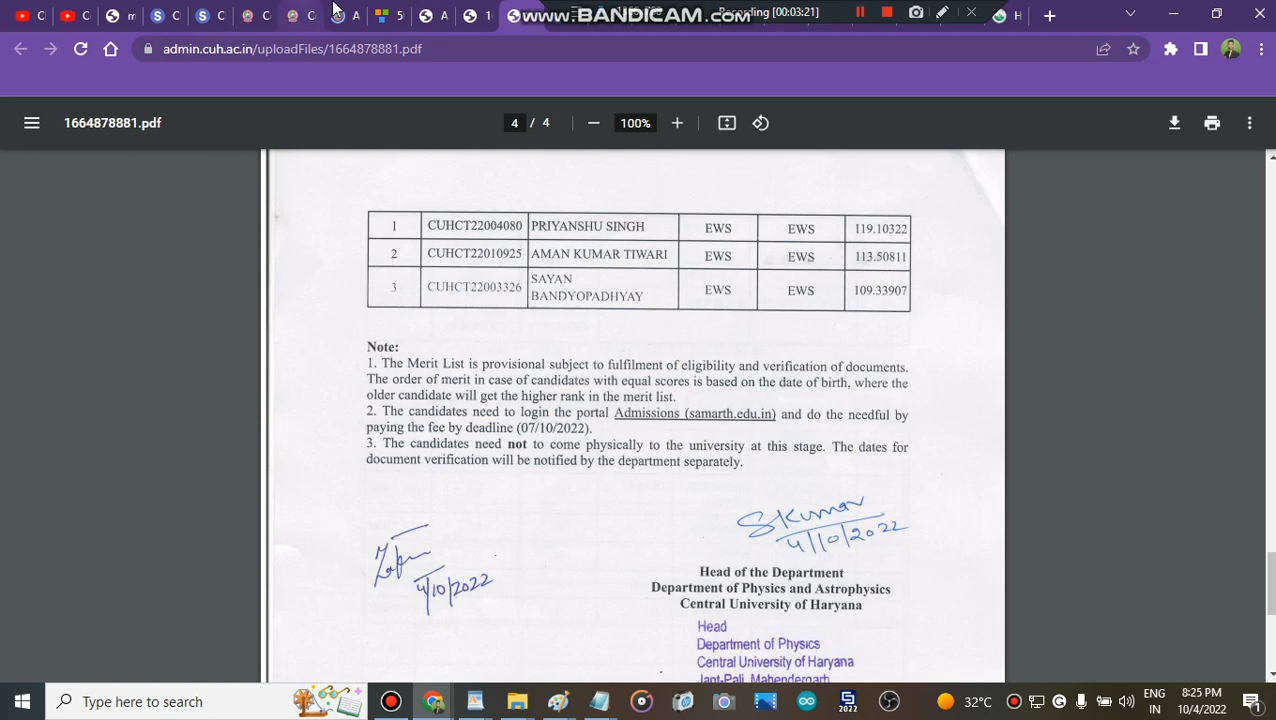 www.BANDICAM.com
Recording [00:03:21]
admin.cuh.ac.in/uploadFiles/1664878881.pdf
1664878881.pdf
4 / 4
100%
1 CUHCT22004080 PRIYANSHU SINGH EWS EWS 119.10322
2 CUHCT22010925 AMAN KUMAR TIWARI EWS EWS 113.50811
3 CUHCT22003326 SAYAN BANDYOPADHYAY EWS EWS 109.33907
Note:
1. The Merit List is provisional subject to fulfilment of eligibility and verification of documents.
The order of merit in case of candidates with equal scores is based on the date of birth, where the
older candidate will get the higher rank in the merit list.
2. The candidates need to login the portal Admissions (samarth.edu.in) and do the needful by
paying the fee by deadline (07/10/2022).
3. The candidates need not to come physically to the university at this stage. The dates for
document verification will be notified by the department separately.
SKumar
4/10/2022
4/10/2022
Head of the Department
Department of Physics and Astrophysics
Central University of Haryana
Head
Department of Physics
Central University of Haryana
Jant-Pali, Mahendergarh
Type here to search
32°C
ENG
IN
8:25 PM
10/4/2022